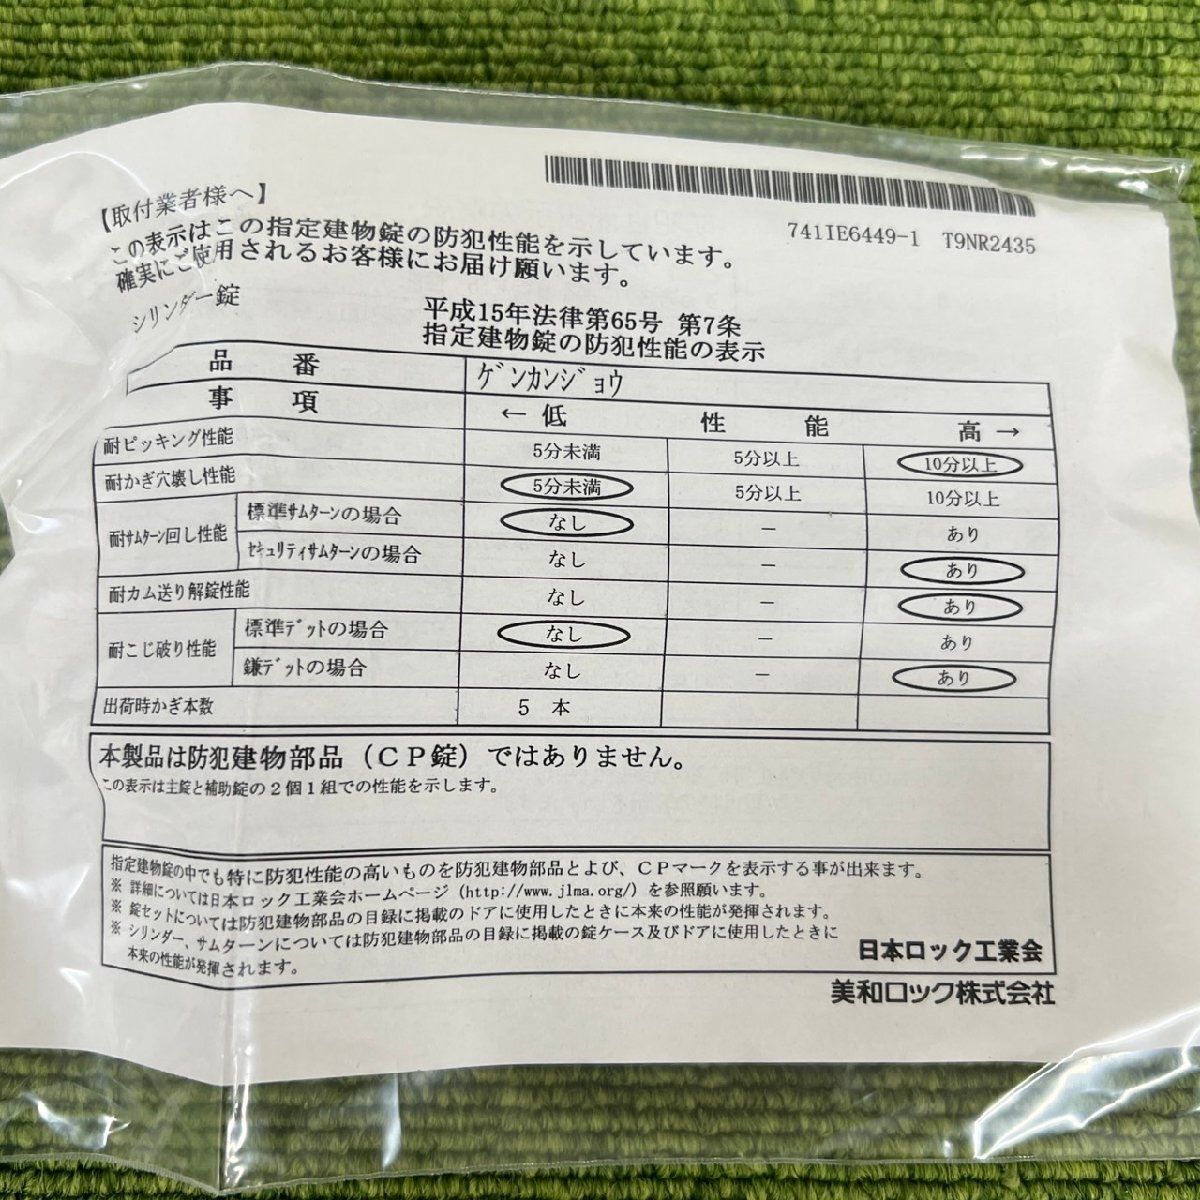 【取付業者様へ】
この表示はこの指定建物錠の防犯性能を示しています。
確実にご使用されるお客様にお届け願います。
741IE6449-1 T9NR2435
シリンダー錠
平成15年法律第65号 第7条
指定建物錠の防犯性能の表示
品番 ｹﾞﾝｶﾝｼﾞｮｳ
事項 ←低 性能 高→
耐ピッキング性能 5分未満 5分以上 10分以上
耐かぎ穴壊し性能 5分未満 5分以上 10分以上
耐ｻﾑﾀｰﾝ回し性能 標準ｻﾑﾀｰﾝの場合 なし － あり
ｾｷｭﾘﾃｨｻﾑﾀｰﾝの場合 なし － あり
耐カム送り解錠性能 なし － あり
耐こじ破り性能 標準ﾃﾞｯﾄの場合 なし － あり
鎌ﾃﾞｯﾄの場合 なし － あり
出荷時かぎ本数 5 本
本製品は防犯建物部品（ＣＰ錠）ではありません。
この表示は主錠と補助錠の２個１組での性能を示します。
指定建物錠の中でも特に防犯性能の高いものを防犯建物部品とよび、ＣＰマークを表示する事が出来ます。
※ 詳細については日本ロック工業会ホームページ（http://www.jlma.org/）を参照願います。
※ 錠セットについては防犯建物部品の目録に掲載のドアに使用したときに本来の性能が発揮されます。
※ シリンダー、サムターンについては防犯建物部品の目録に掲載の錠ケース及びドアに使用したときに
本来の性能が発揮されます。
日本ロック工業会
美和ロック株式会社